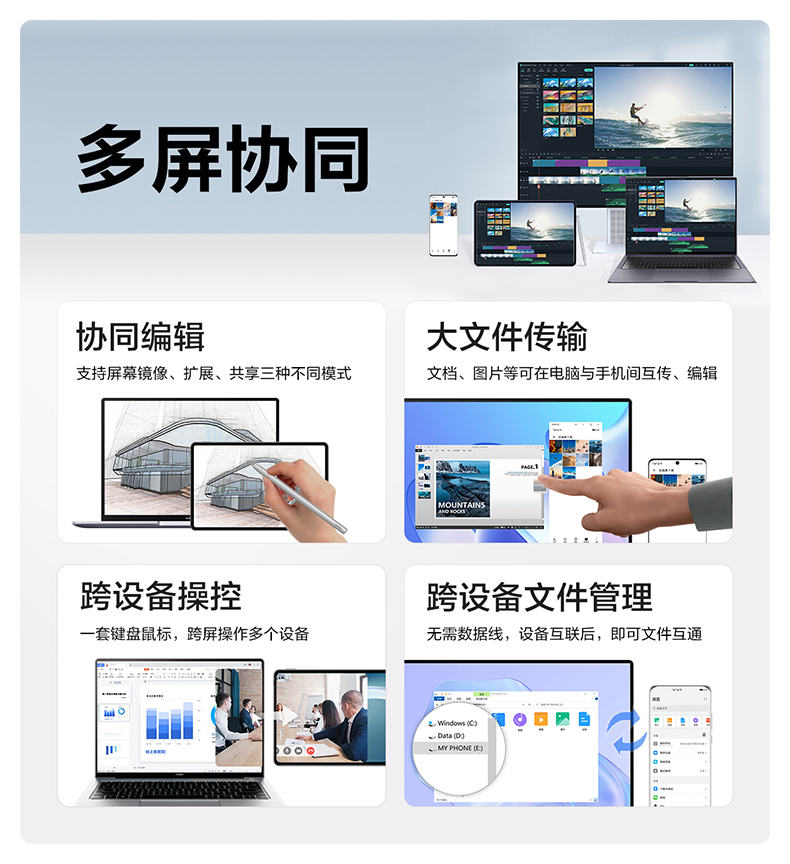 多屏协同
协同编辑
支持屏幕镜像、扩展、共享三种不同模式
大文件传输
文档、图片等可在电脑与手机间互传、编辑
PAGE.1
MOUNTAINS
AND ROCKS
跨设备操控
一套键盘鼠标，跨屏操作多个设备
跨设备文件管理
无需数据线，设备互联后，即可文件互通
Windows (C:)
Data (D:)
MY PHONE (E:)